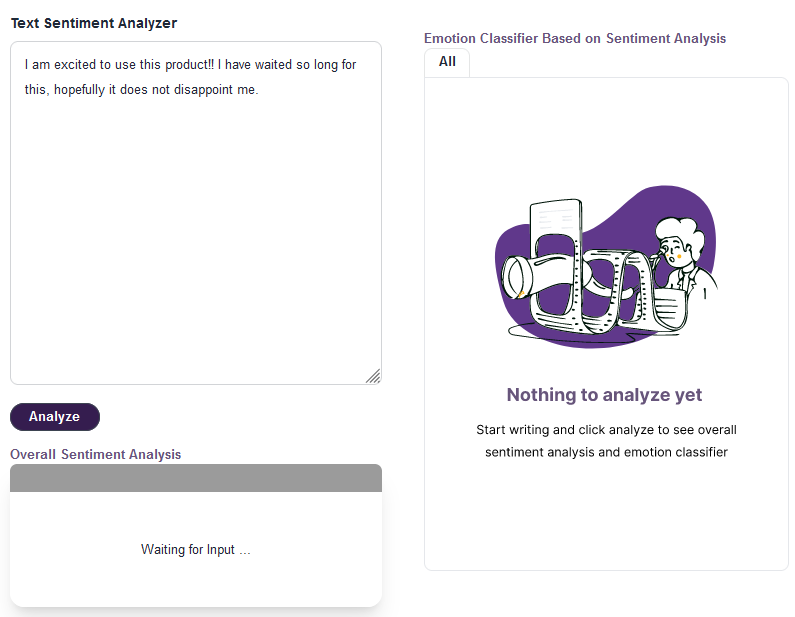 Text Sentiment Analyzer
I am excited to use this product!! I have waited so long for
this, hopefully it does not disappoint me.
Analyze
Overall Sentiment Analysis
Waiting for Input ...
Emotion Classifier Based on Sentiment Analysis
All
Nothing to analyze yet
Start writing and click analyze to see overall
sentiment analysis and emotion classifier